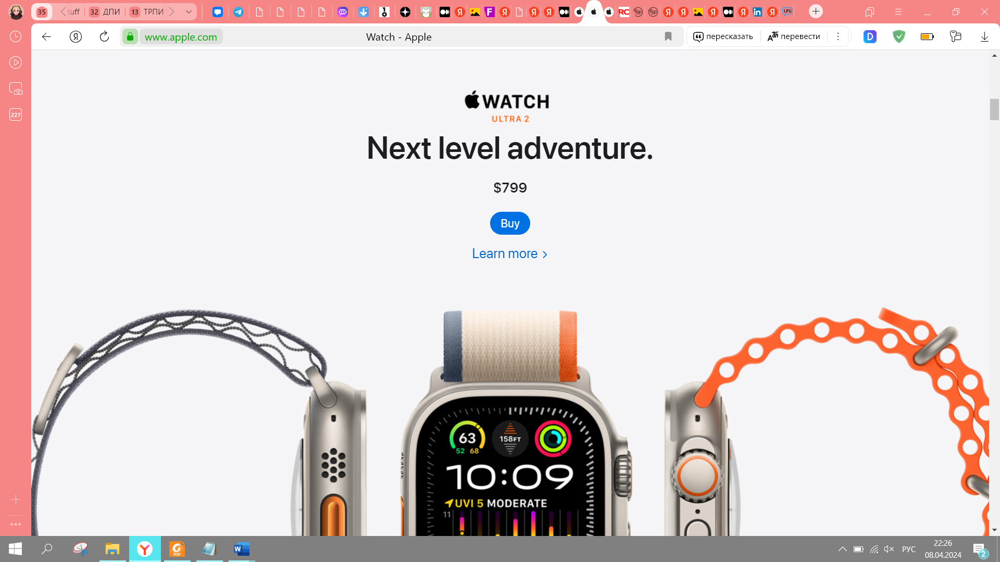 35
tuff
32 ДПИ
13 ТРПИ
www.apple.com
Watch - Apple
пересказать
перевести
227
WATCH
ULTRA 2
Next level adventure.
$799
Buy
Learn more
63
52 68
158FT
10:09
UVI 5 MODERATE
11
РУС
22:26
08.04.2024
2